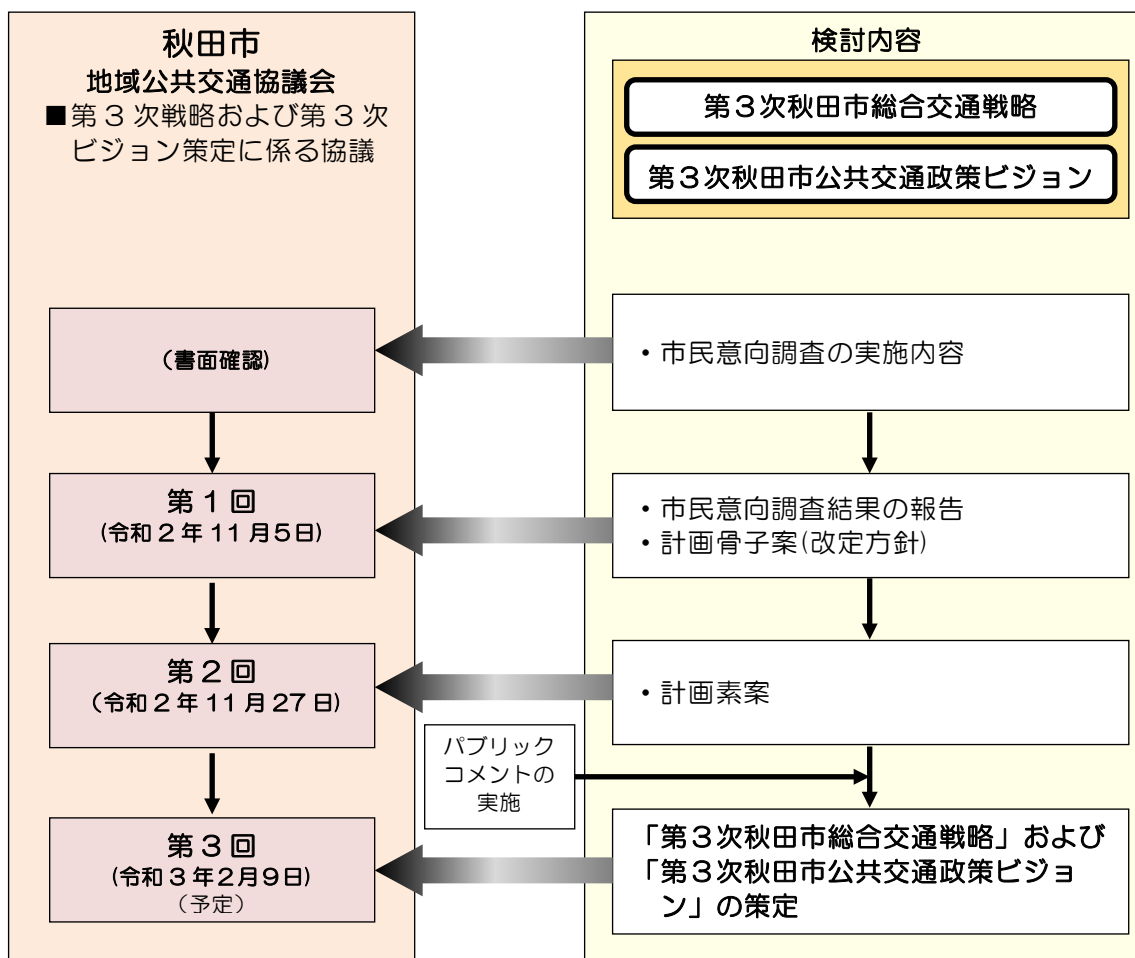 秋田市
地域公共交通協議会
■第3次戦略および第3次
ビジョン策定に係る協議
(書面確認)
第1回
(令和2年11月5日)
第2回
(令和2年11月27日)
第3回
(令和3年2月9日)
(予定)
パブリック
コメントの
実施
検討内容
第3次秋田市総合交通戦略
第3次秋田市公共交通政策ビジョン
・市民意向調査の実施内容
・市民意向調査結果の報告
・計画骨子案(改定方針)
・計画素案
「第3次秋田市総合交通戦略」および
「第3次秋田市公共交通政策ビジョ
ン」の策定